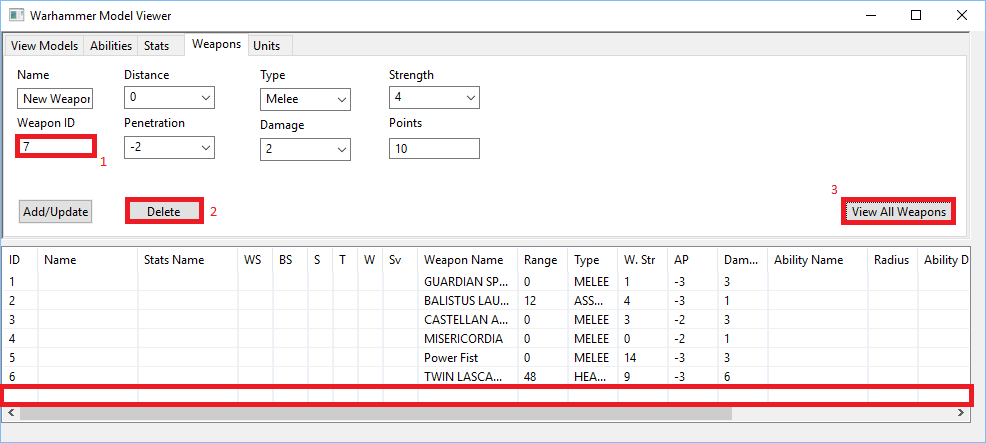 Warhammer Model Viewer
View Models Abilities Stats Weapons Units
Name Distance Type Strength
New Weapon 0 Melee 4
Weapon ID Penetration Damage Points
7 -2 2 10
1
3
Add/Update Delete 2 View All Weapons
ID Name Stats Name WS BS S T W Sv Weapon Name Range Type W. Str AP Dam... Ability Name Radius Ability D
1 GUARDIAN SP... 0 MELEE 1 -3 3
2 BALISTUS LAU... 12 ASS... 4 -3 1
3 CASTELLAN A... 0 MELEE 3 -2 3
4 MISERICORDIA 0 MELEE 0 -2 1
5 Power Fist 0 MELEE 14 -3 3
6 TWIN LASCA... 48 HEA... 9 -3 6